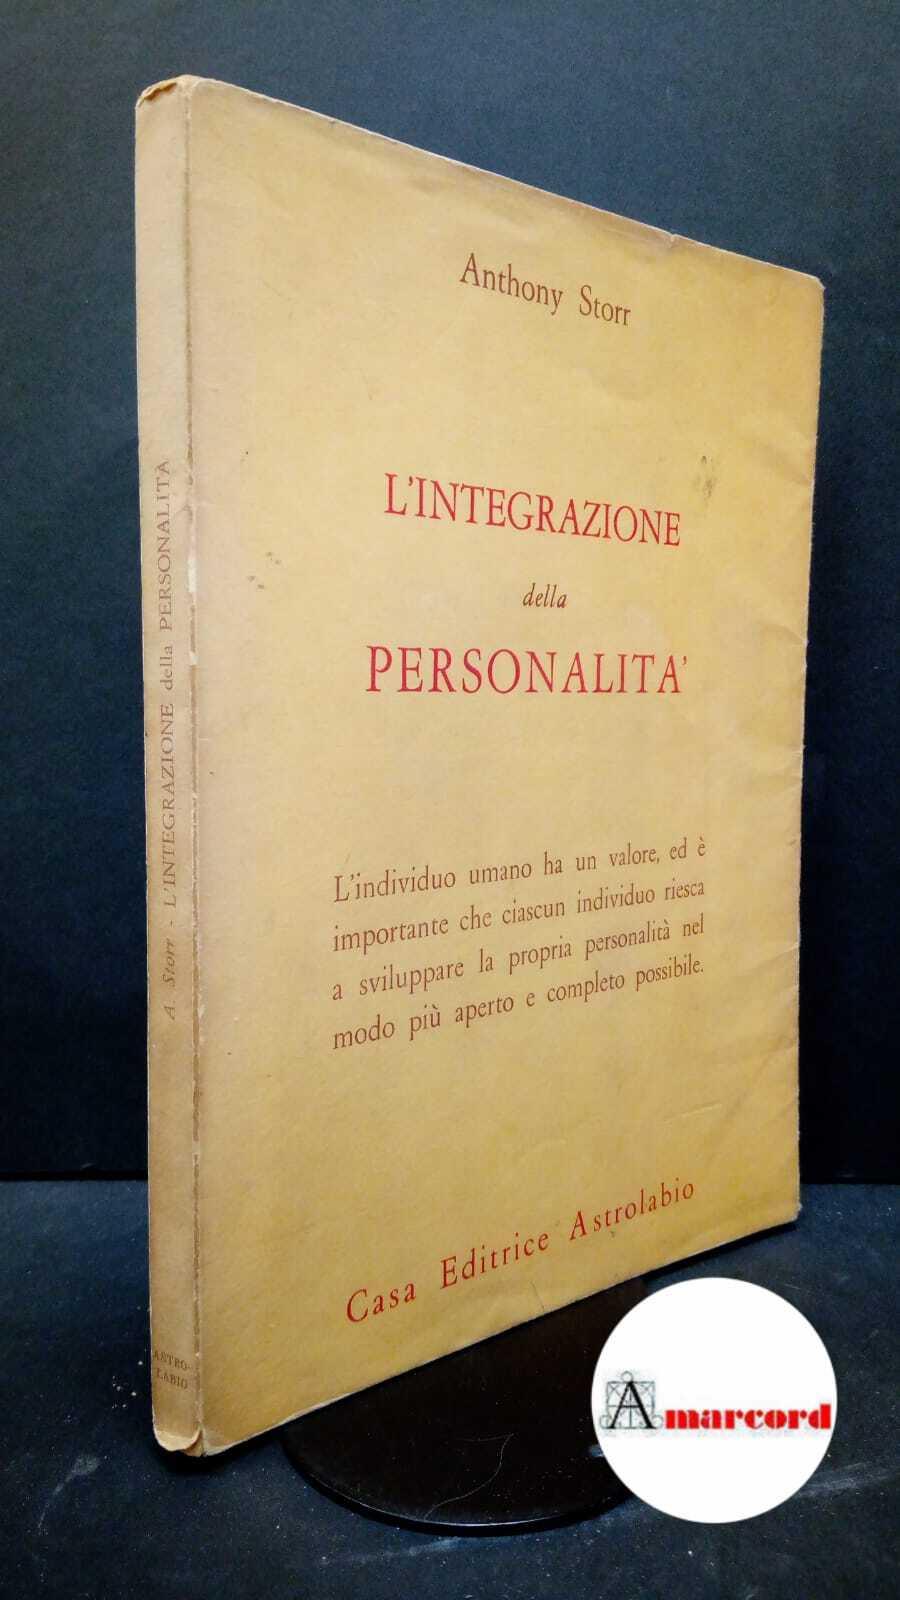 Anthony Storr
L'INTEGRAZIONE
della
PERSONALITA'
L'individuo umano ha un valore, ed è
importante che ciascun individuo riesca
a sviluppare la propria personalità nel
modo più aperto e completo possibile.
Casa Editrice Astrolabio
A. Storr - L'INTEGRAZIONE della PERSONALITÀ
ASTRO-
LABIO
Amarcord